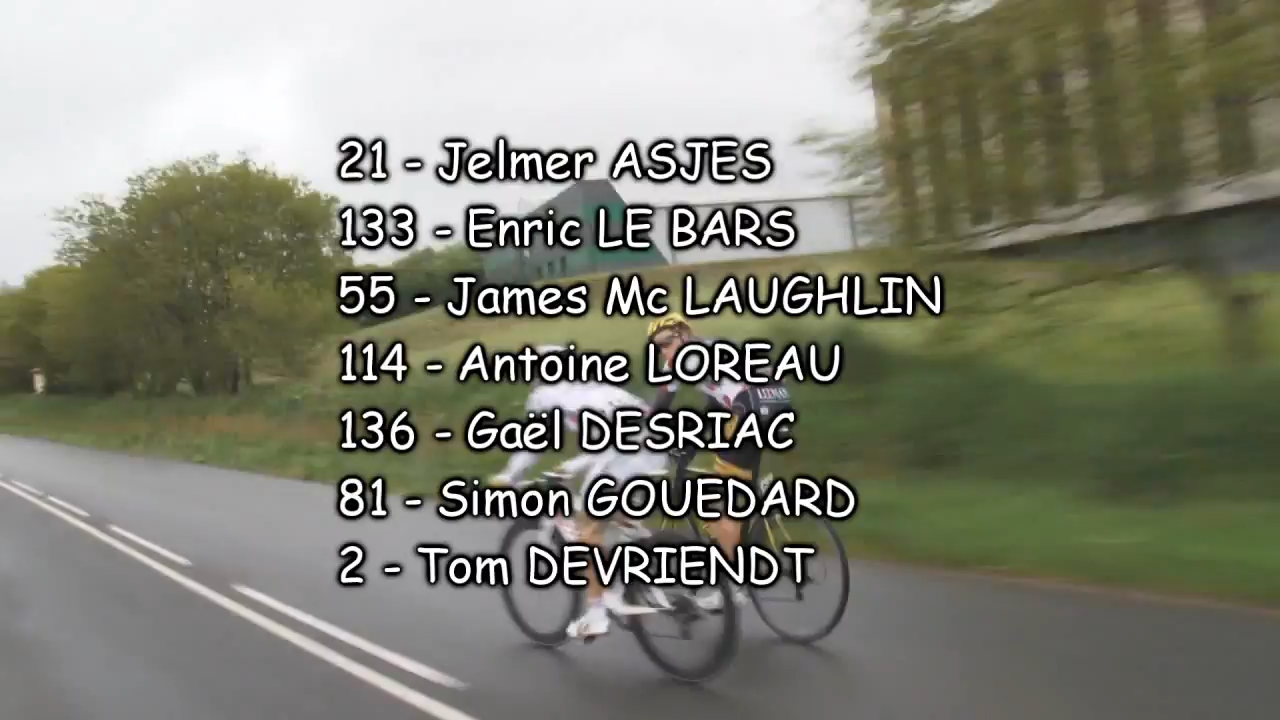 21 - Jelmer ASJES
133 - Enric LE BARS
55 - James Mc LAUGHLIN
114 - Antoine LOREAU
136 - Gaël DESRIAC
81 - Simon GOUEDARD
2 - Tom DEVRIENDT